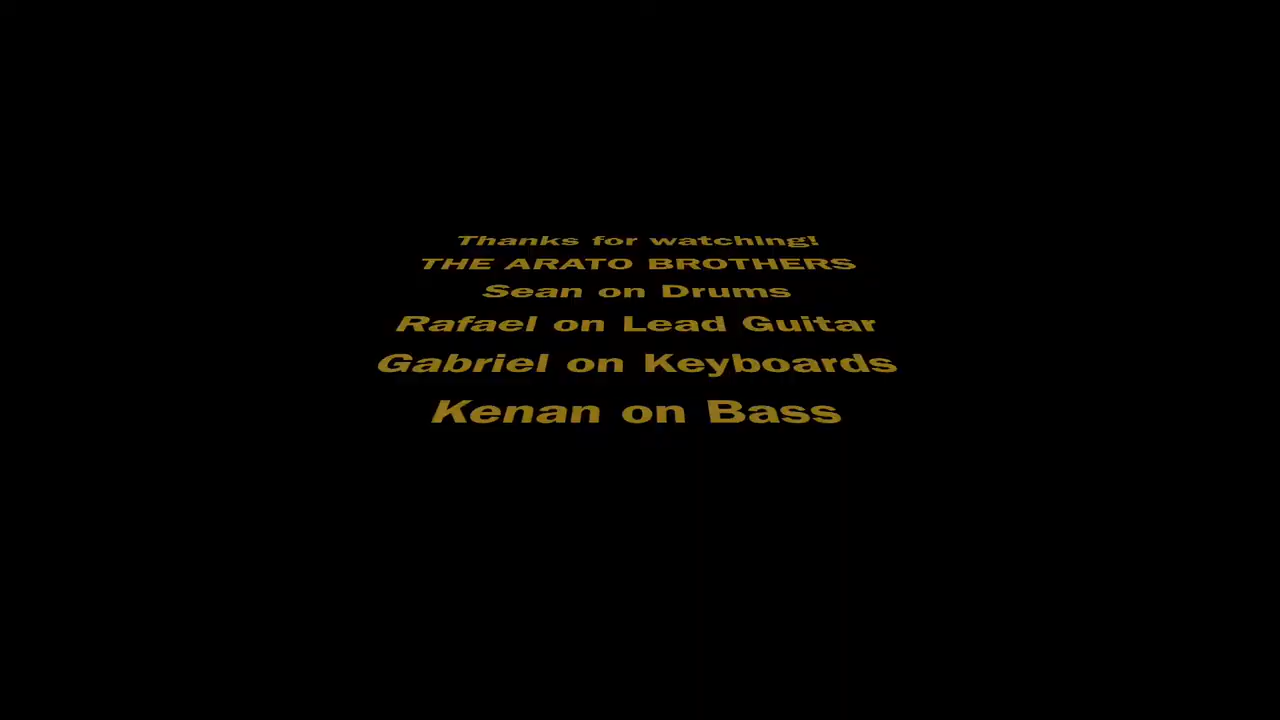 Thanks for watching!
THE ARATO BROTHERS
Sean on Drums
Rafael on Lead Guitar
Gabriel on Keyboards
Kenan on Bass